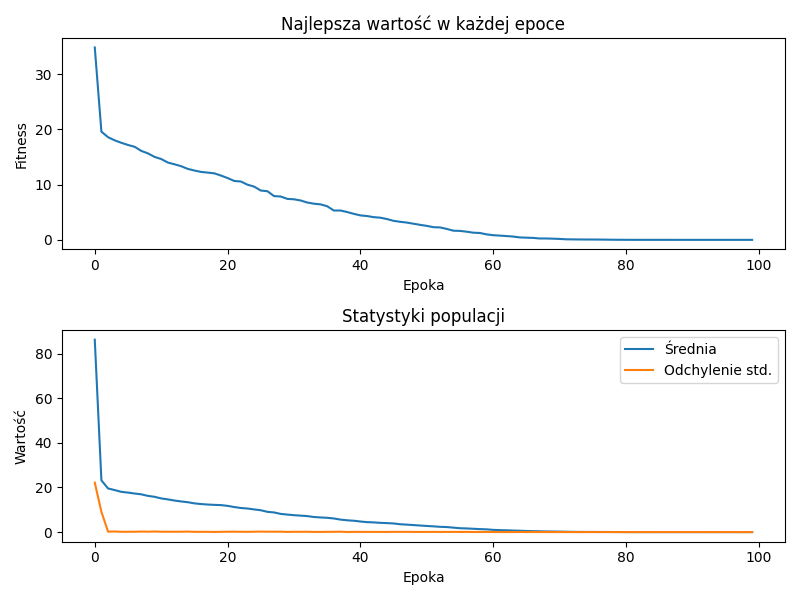 Najlepsza wartość w każdej epoce
Fitness
30
20
10
0
0 20 40 60 80 100
Epoka
Statystyki populacji
Wartość
80
60
40
20
0
Średnia
Odchylenie std.
0 20 40 60 80 100
Epoka